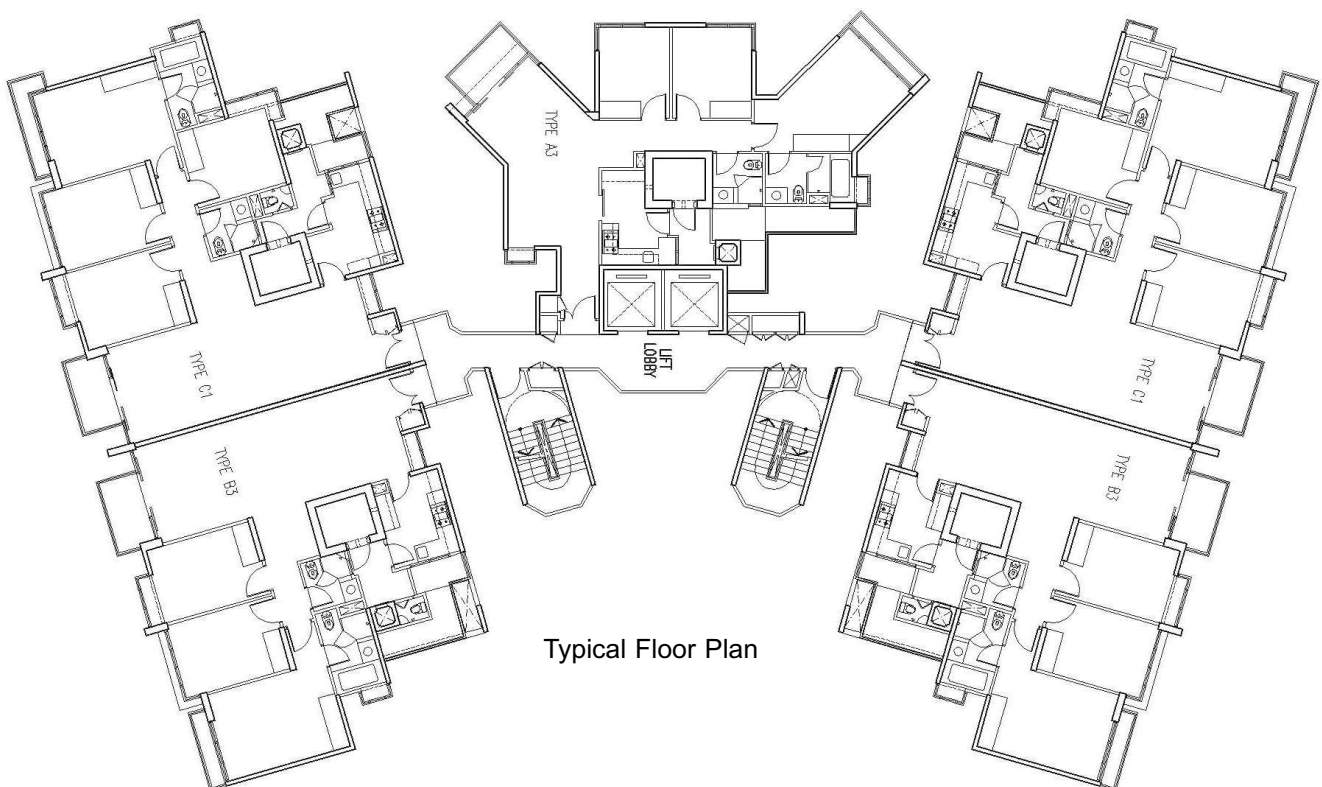 TYPE A3
LIFT
LOBBY
TYPE C1
TYPE C1
TYPE B3
TYPE B3
Typical Floor Plan